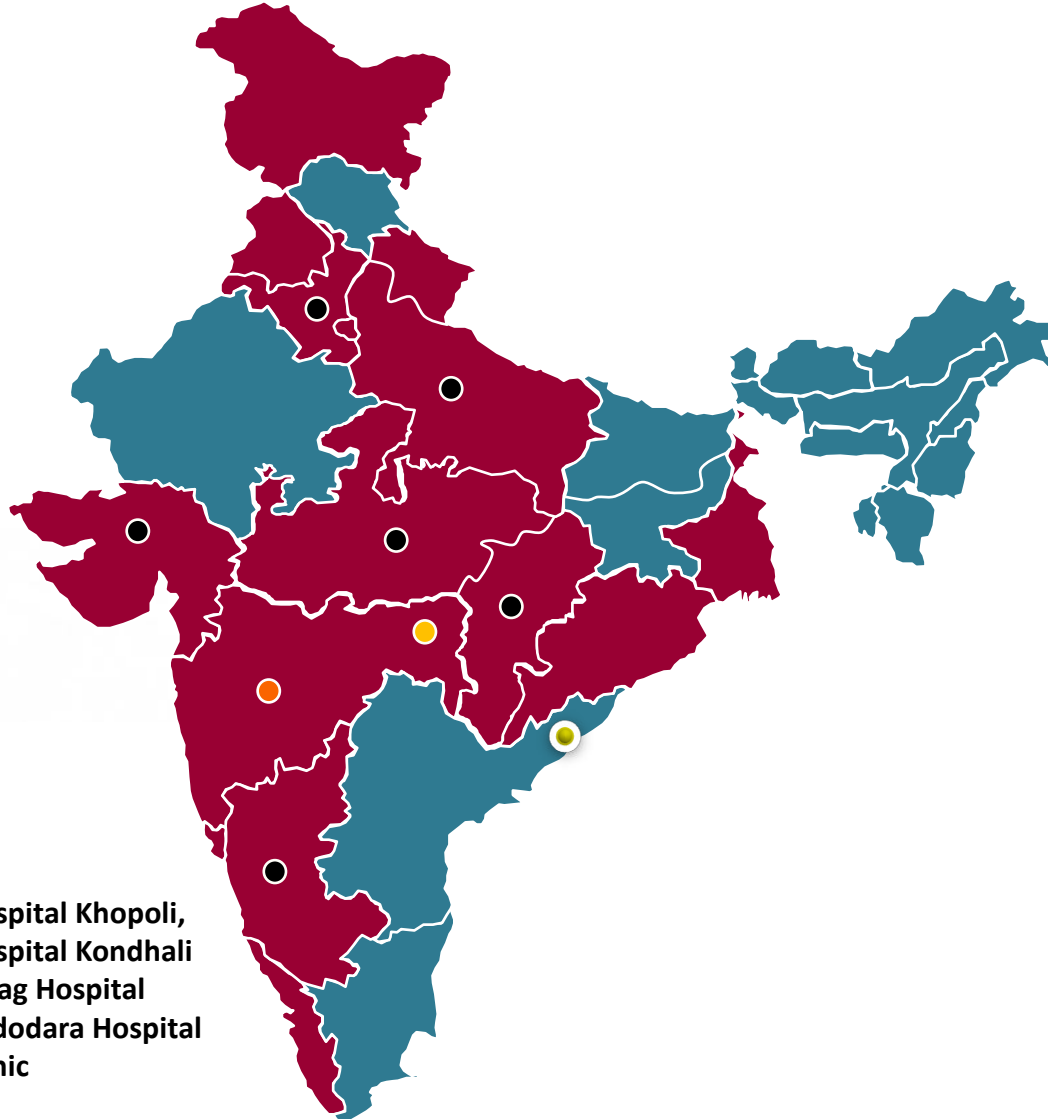 spital Khopoli,
spital Kondhali
ag Hospital
dodara Hospital
nic